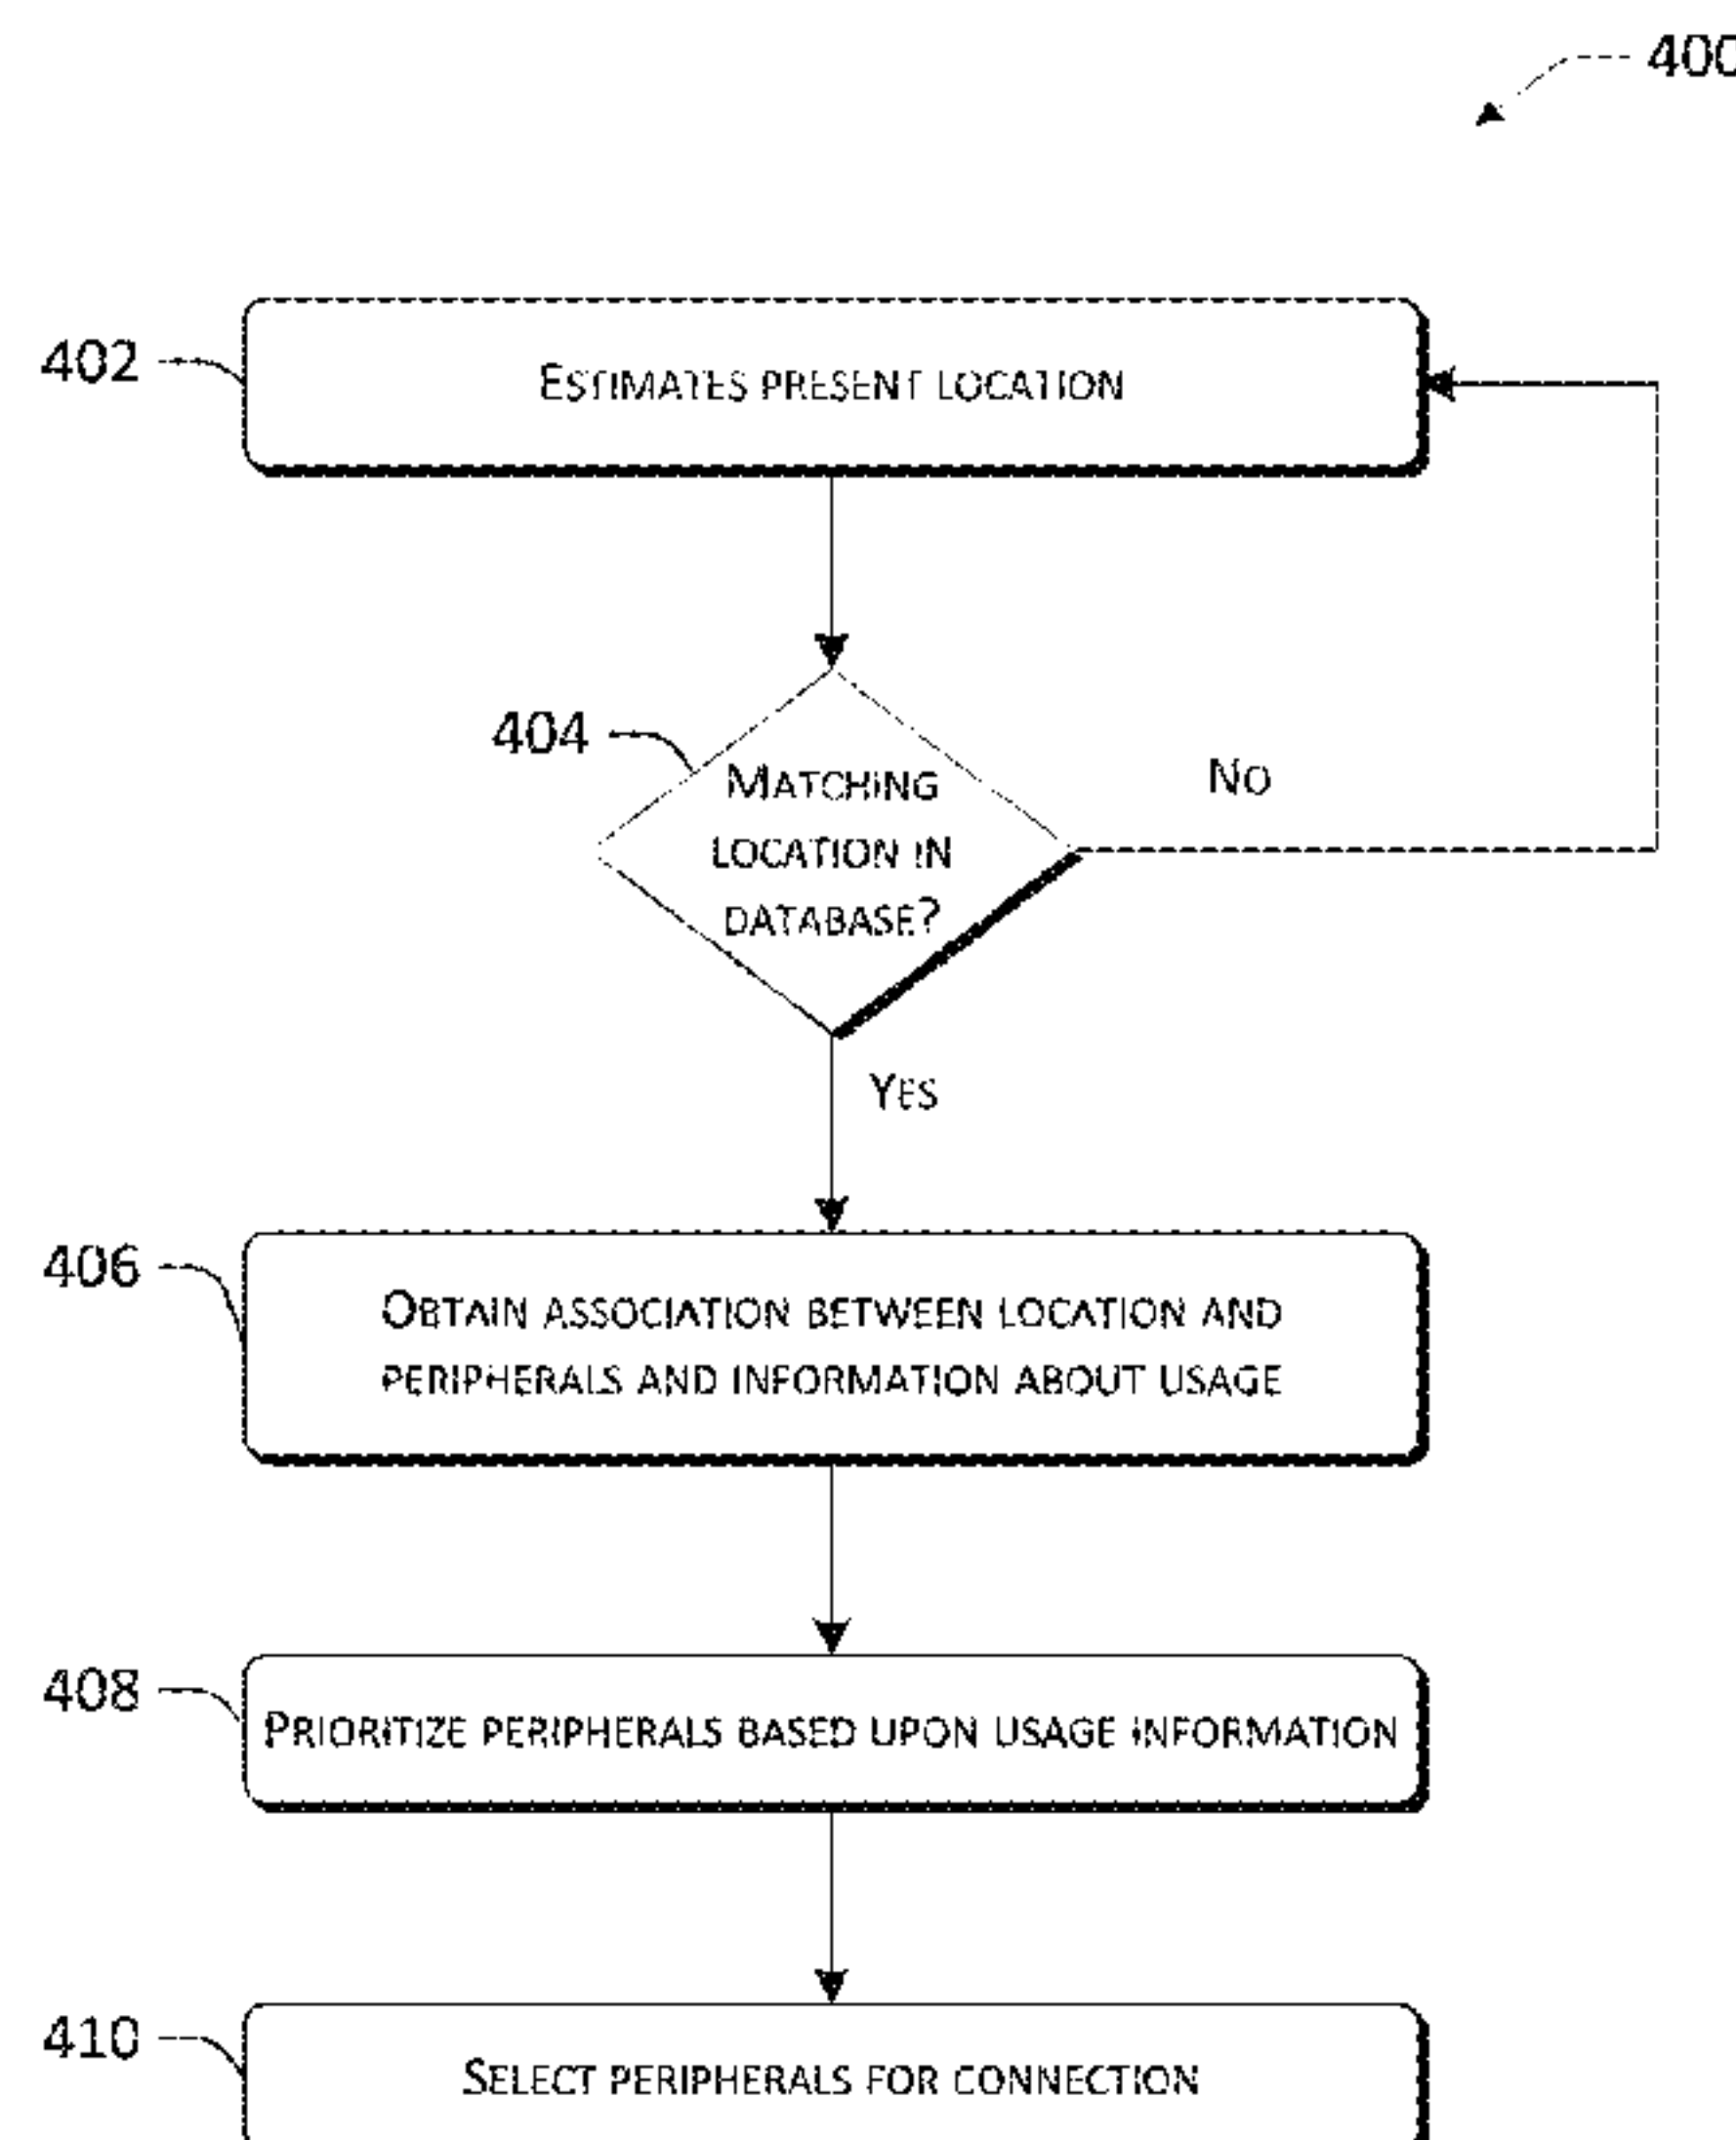 400
402
ESTIMATES PRESENT LOCATION
404
MATCHING
LOCATION IN
DATABASE?
NO
YES
406
OBTAIN ASSOCIATION BETWEEN LOCATION AND
PERIPHERALS AND INFORMATION ABOUT USAGE
408
PRIORITIZE PERIPHERALS BASED UPON USAGE INFORMATION
410
SELECT PERIPHERALS FOR CONNECTION